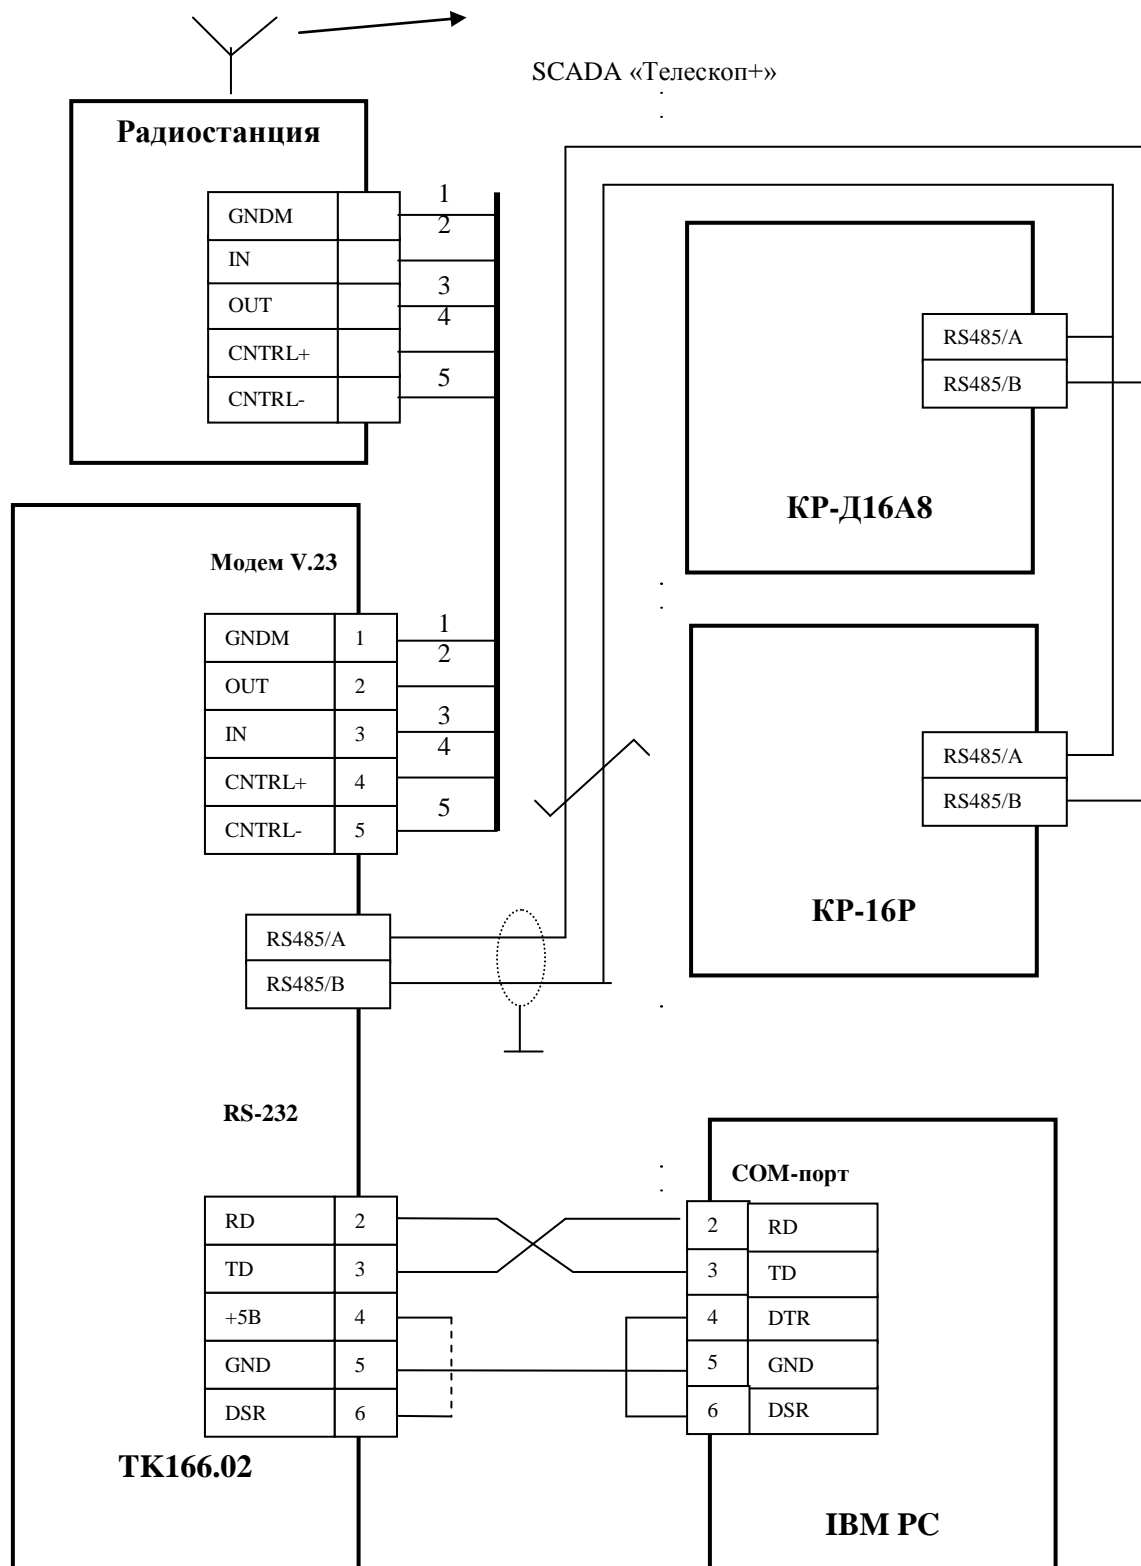 SCADA «Телескоп+»
Радиостанция
GNDM
IN
OUT
CNTRL+
CNTRL-
1
2
3
4
5
RS485/A
RS485/B
КР-Д16А8
Модем V.23
GNDM 1
OUT 2
IN 3
CNTRL+ 4
CNTRL- 5
1
2
3
4
5
RS485/A
RS485/B
КР-16Р
RS485/A
RS485/B
RS-232
RD 2
TD 3
+5В 4
GND 5
DSR 6
ТК166.02
COM-порт
2 RD
3 TD
4 DTR
5 GND
6 DSR
IBM PC